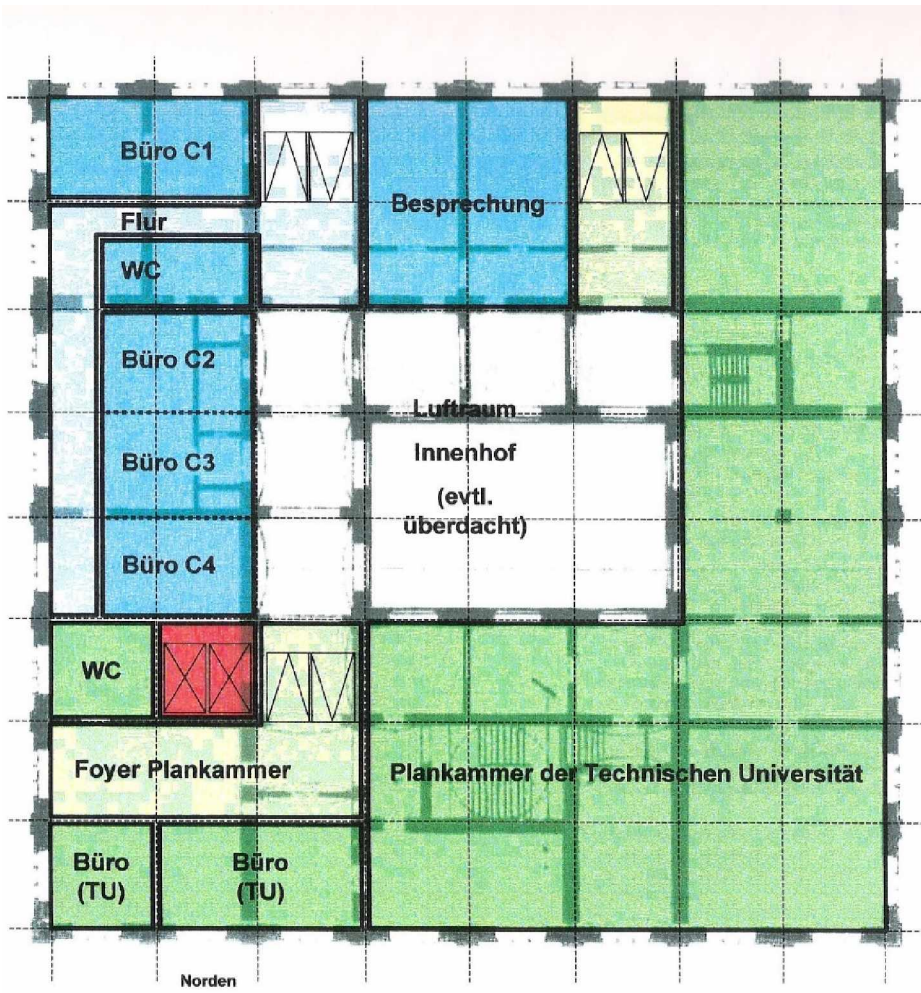 Büro C1
Besprechung
Flur
WC
Büro C2
Luftraum
Innenhof
(evtl.
überdacht)
Büro C3
Büro C4
WC
Foyer Plankammer
Plankammer der Technischen Universität
Büro
(TU)
Büro
(TU)
Norden